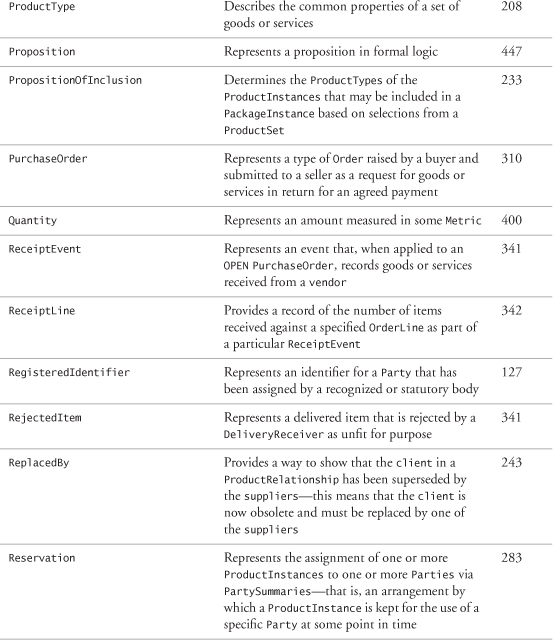 ProductType Describes the common properties of a set of 208
goods or services
Proposition Represents a proposition in formal logic 447
PropositionOfInclusion Determines the ProductTypes of the 233
ProductInstances that may be included in a
PackageInstance based on selections from a
ProductSet
PurchaseOrder Represents a type of Order raised by a buyer and 310
submitted to a seller as a request for goods or
services in return for an agreed payment
Quantity Represents an amount measured in some Metric 400
ReceiptEvent Represents an event that, when applied to an 341
OPEN PurchaseOrder, records goods or services
received from a vendor
ReceiptLine Provides a record of the number of items 342
received against a specified OrderLine as part of
a particular ReceiptEvent
RegisteredIdentifier Represents an identifier for a Party that has 127
been assigned by a recognized or statutory body
RejectedItem Represents a delivered item that is rejected by a 341
DeliveryReceiver as unfit for purpose
ReplacedBy Provides a way to show that the client in a 243
ProductRelationship has been superseded by
the suppliers—this means that the client is
now obsolete and must be replaced by one of
the suppliers
Reservation Represents the assignment of one or more 283
ProductInstances to one or more Parties via
PartySummaries—that is, an arrangement by
which a ProductInstance is kept for the use of a
specific Party at some point in time